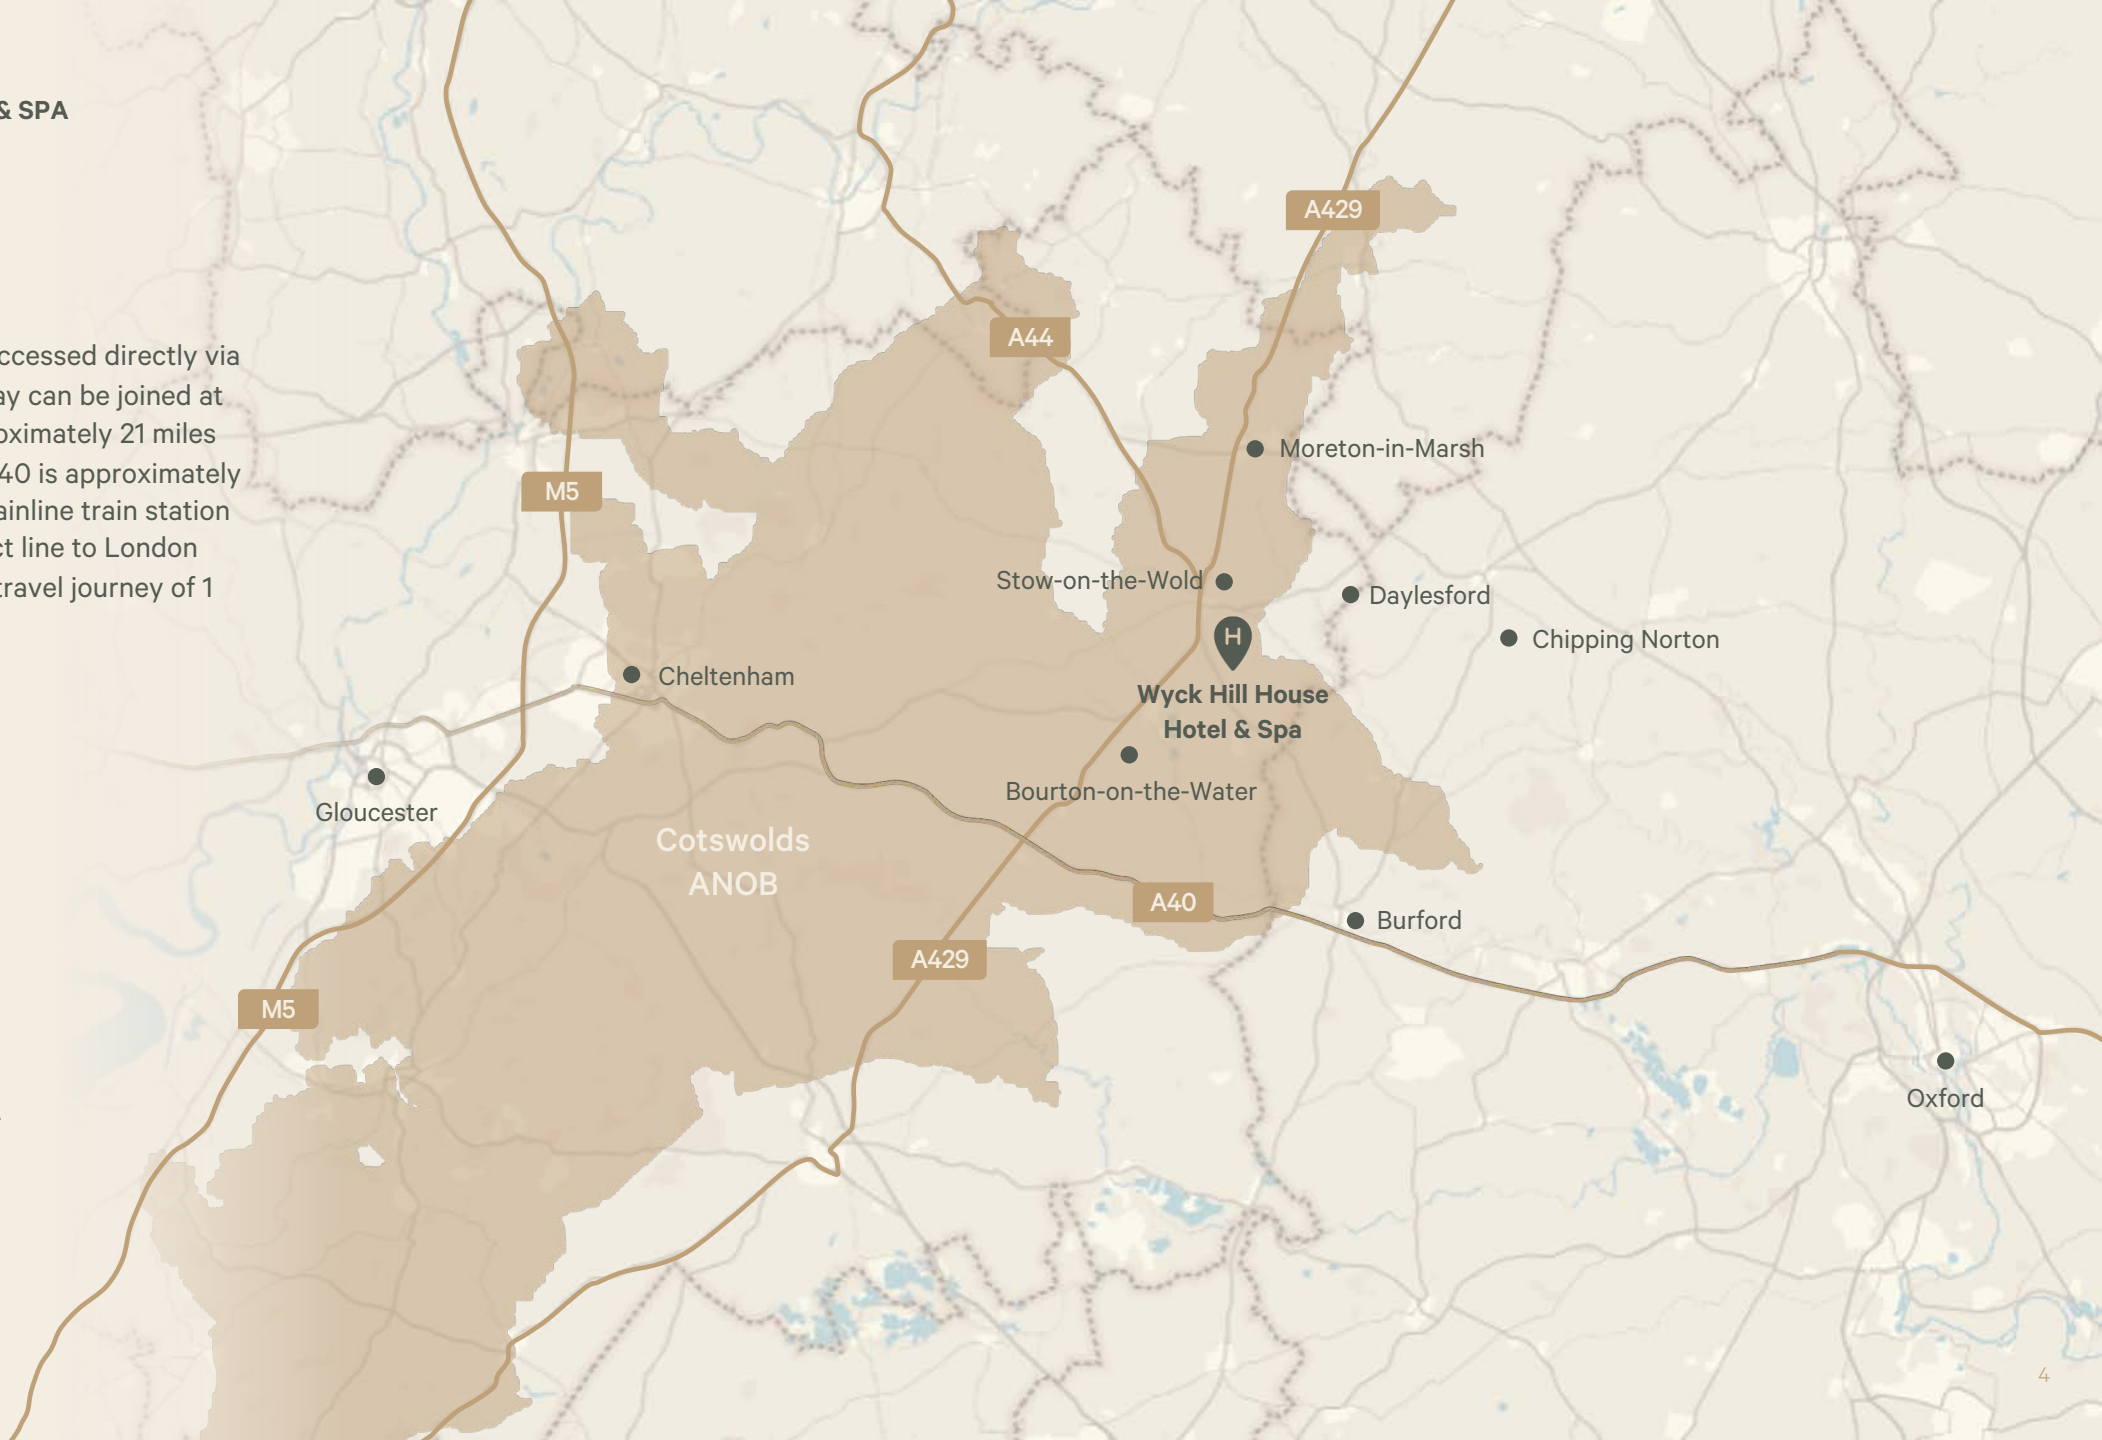 & SPA
ccessed directly via
ay can be joined at
oximately 21 miles
40 is approximately
ainline train station
ct line to London
travel journey of 1
A429
A44
Moreton-in-Marsh
M5
Stow-on-the-Wold
Daylesford
H
Chipping Norton
Cheltenham
Wyck Hill House
Hotel & Spa
Bourton-on-the-Water
Gloucester
Cotswolds
ANOB
A40
Burford
A429
M5
Oxford
4